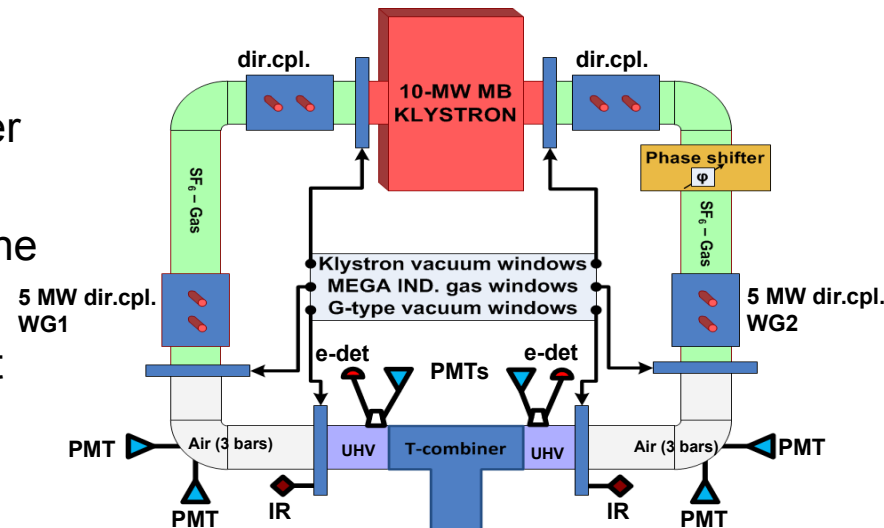 dir.cpl.
10-MW MB
KLYSTRON
dir.cpl.
er
Phase shifter
φ
SF₆ – Gas
SF₆ – Gas
ne
Klystron vacuum windows
MEGA IND. gas windows
G-type vacuum windows
5 MW dir.cpl.
WG1
5 MW dir.cpl.
WG2
t
e-det
PMTs
e-det
PMT
Air (3 bars)
UHV
T-combiner
UHV
Air (3 bars)
PMT
PMT
IR
IR
PMT